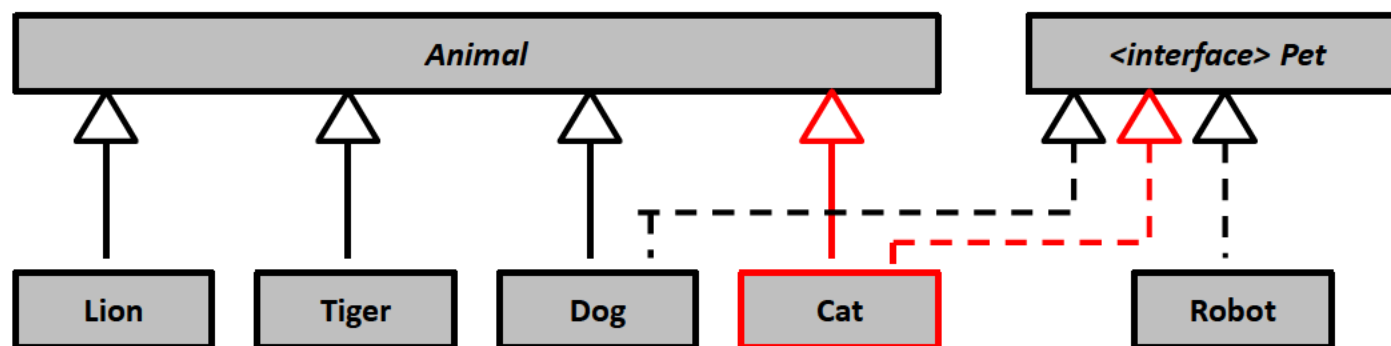 Animal
<interface> Pet
Lion
Tiger
Dog
Cat
Robot